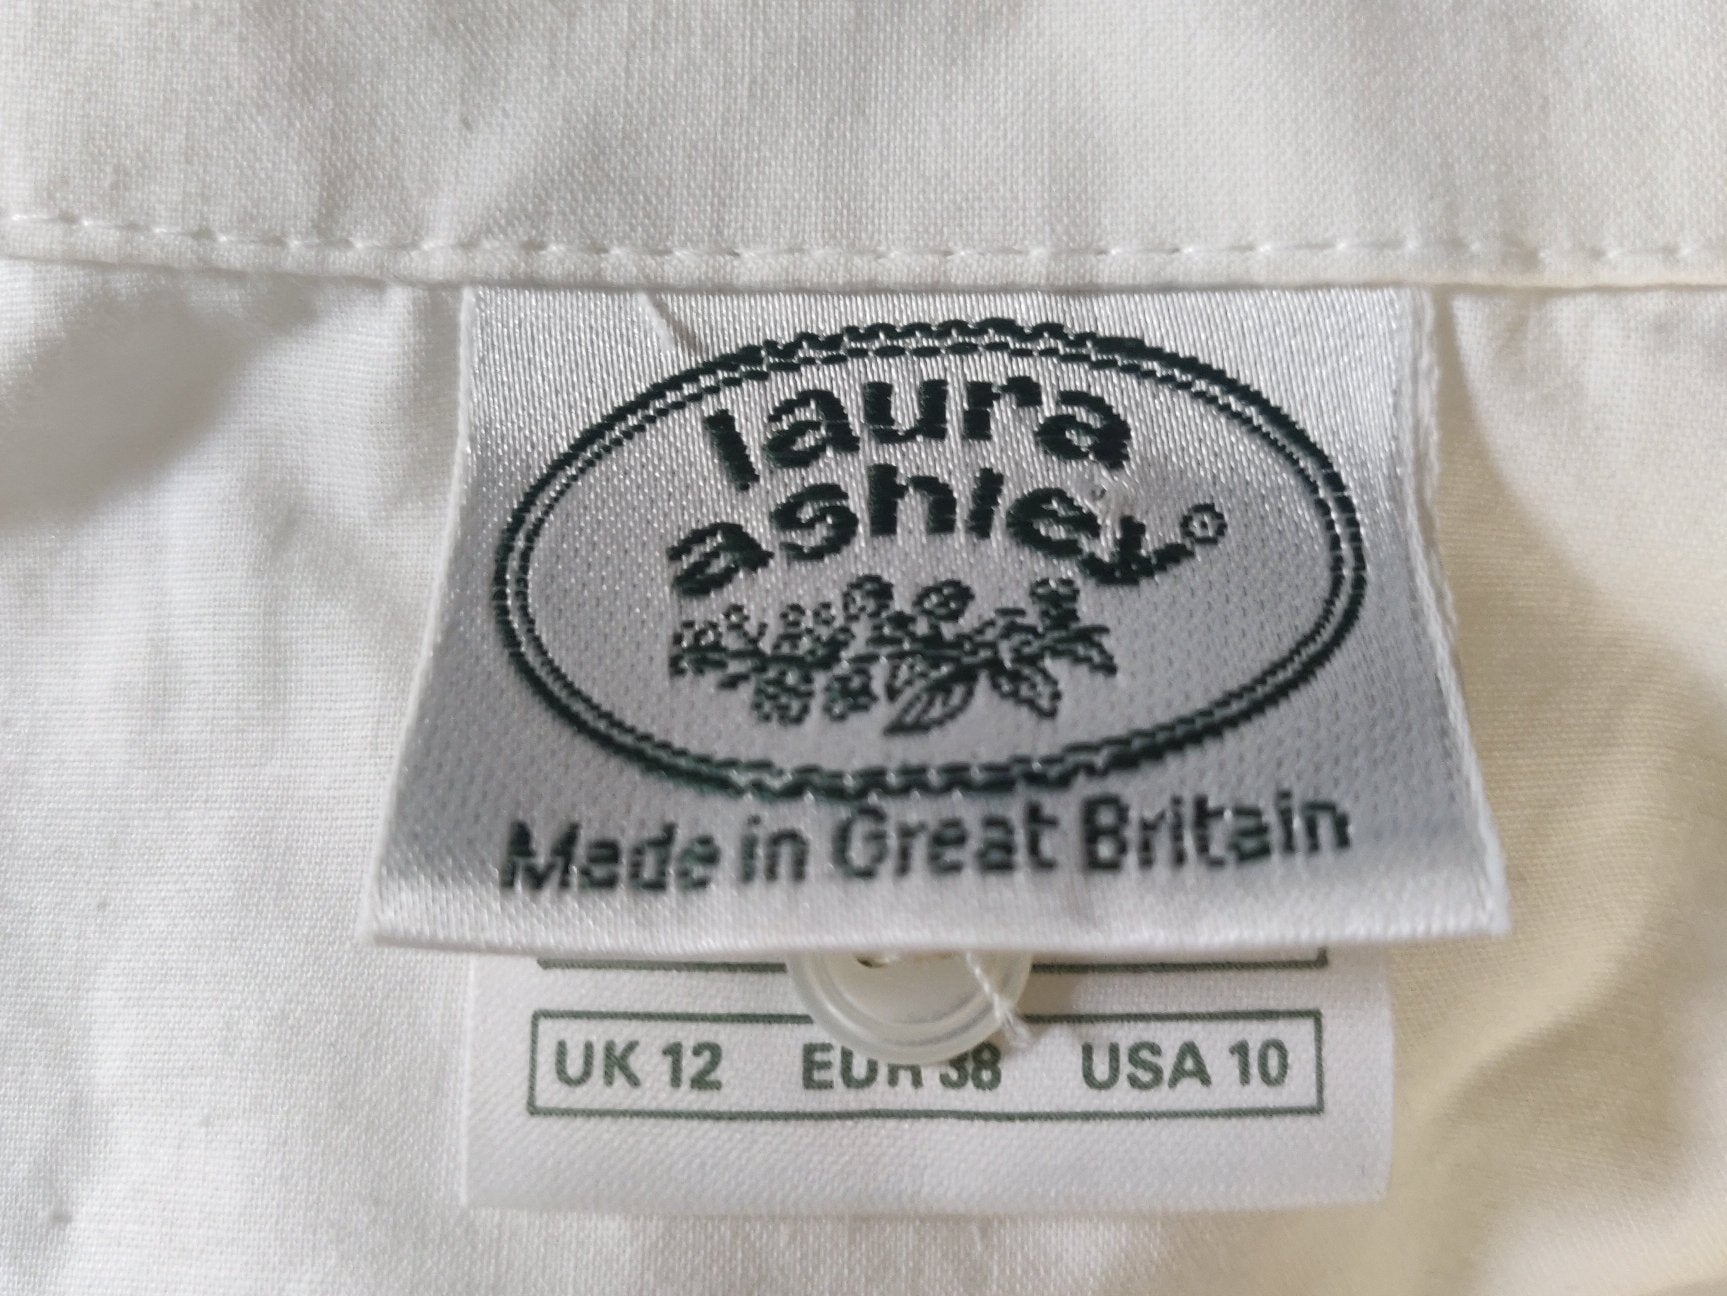 laura
ashley®
Made in Great Britain
UK 12 EUR 38 USA 10